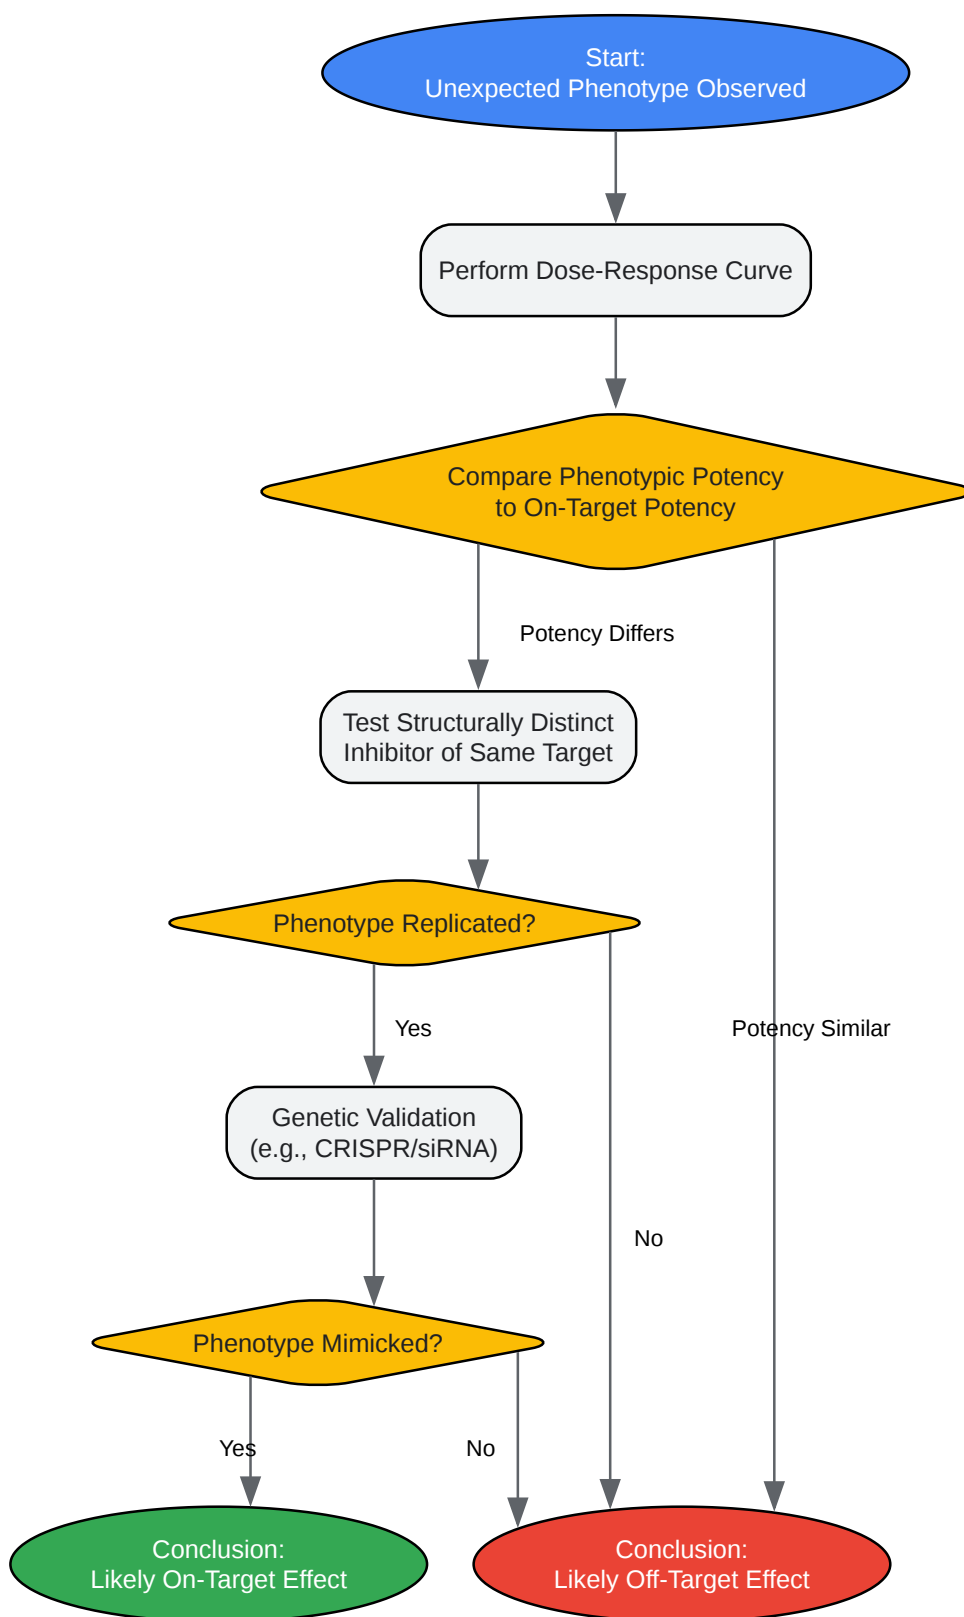 Start:
Unexpected Phenotype Observed
Perform Dose-Response Curve
Compare Phenotypic Potency
to On-Target Potency
Potency Differs
Test Structurally Distinct
Inhibitor of Same Target
Phenotype Replicated?
Yes
Potency Similar
Genetic Validation
(e.g., CRISPR/siRNA)
No
Phenotype Mimicked?
Yes
No
Conclusion:
Likely On-Target Effect
Conclusion:
Likely Off-Target Effect